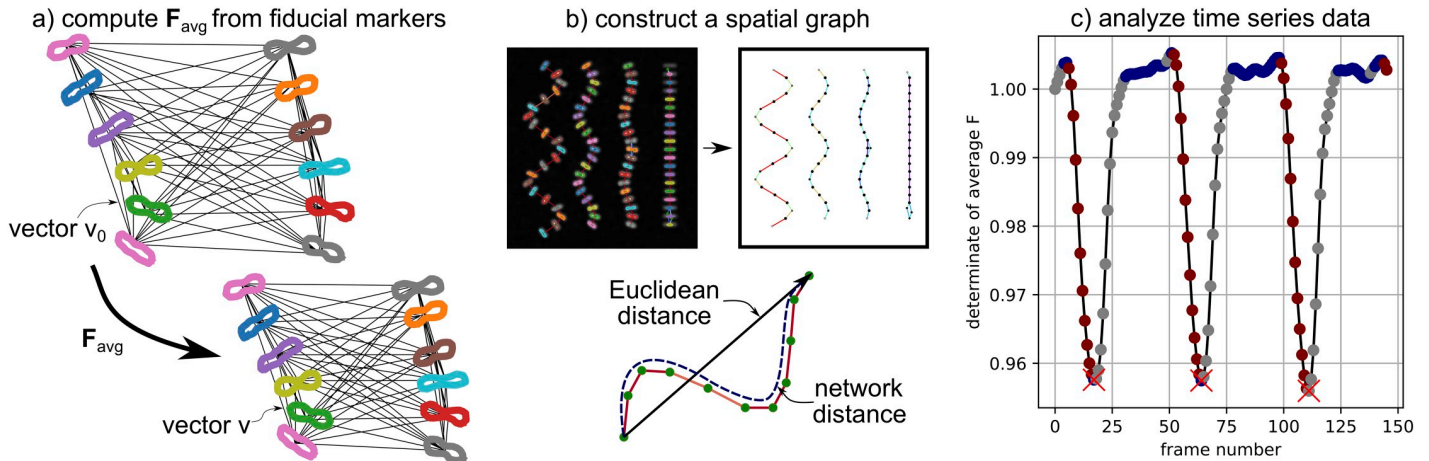 a) compute F_avg from fiducial markers
vector v₀
F_avg
vector v
b) construct a spatial graph
Euclidean
distance
network
distance
c) analyze time series data
determinate of average F
1.00
0.99
0.98
0.97
0.96
0
25
50
75
100
125
150
frame number